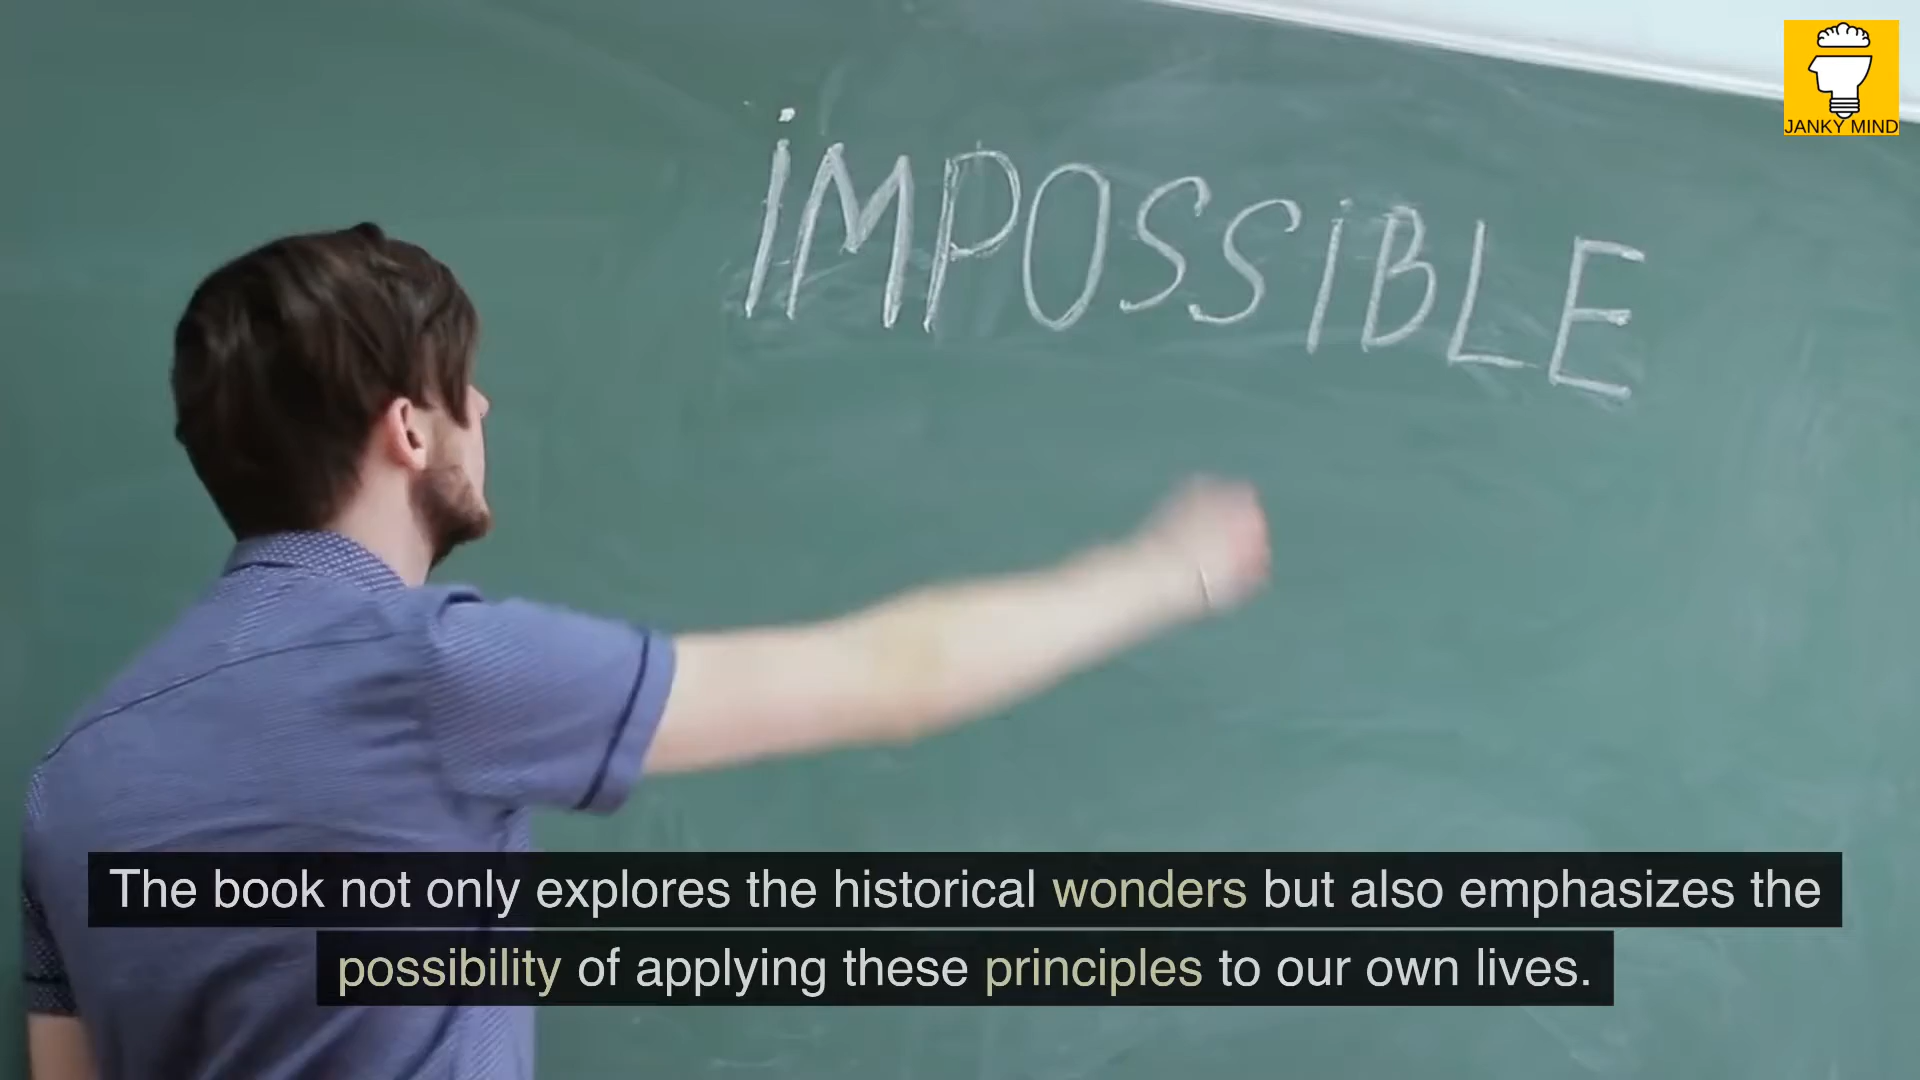 JANKY MIND
iMPOSSiBLE
The book not only explores the historical wonders but also emphasizes the
possibility of applying these principles to our own lives.